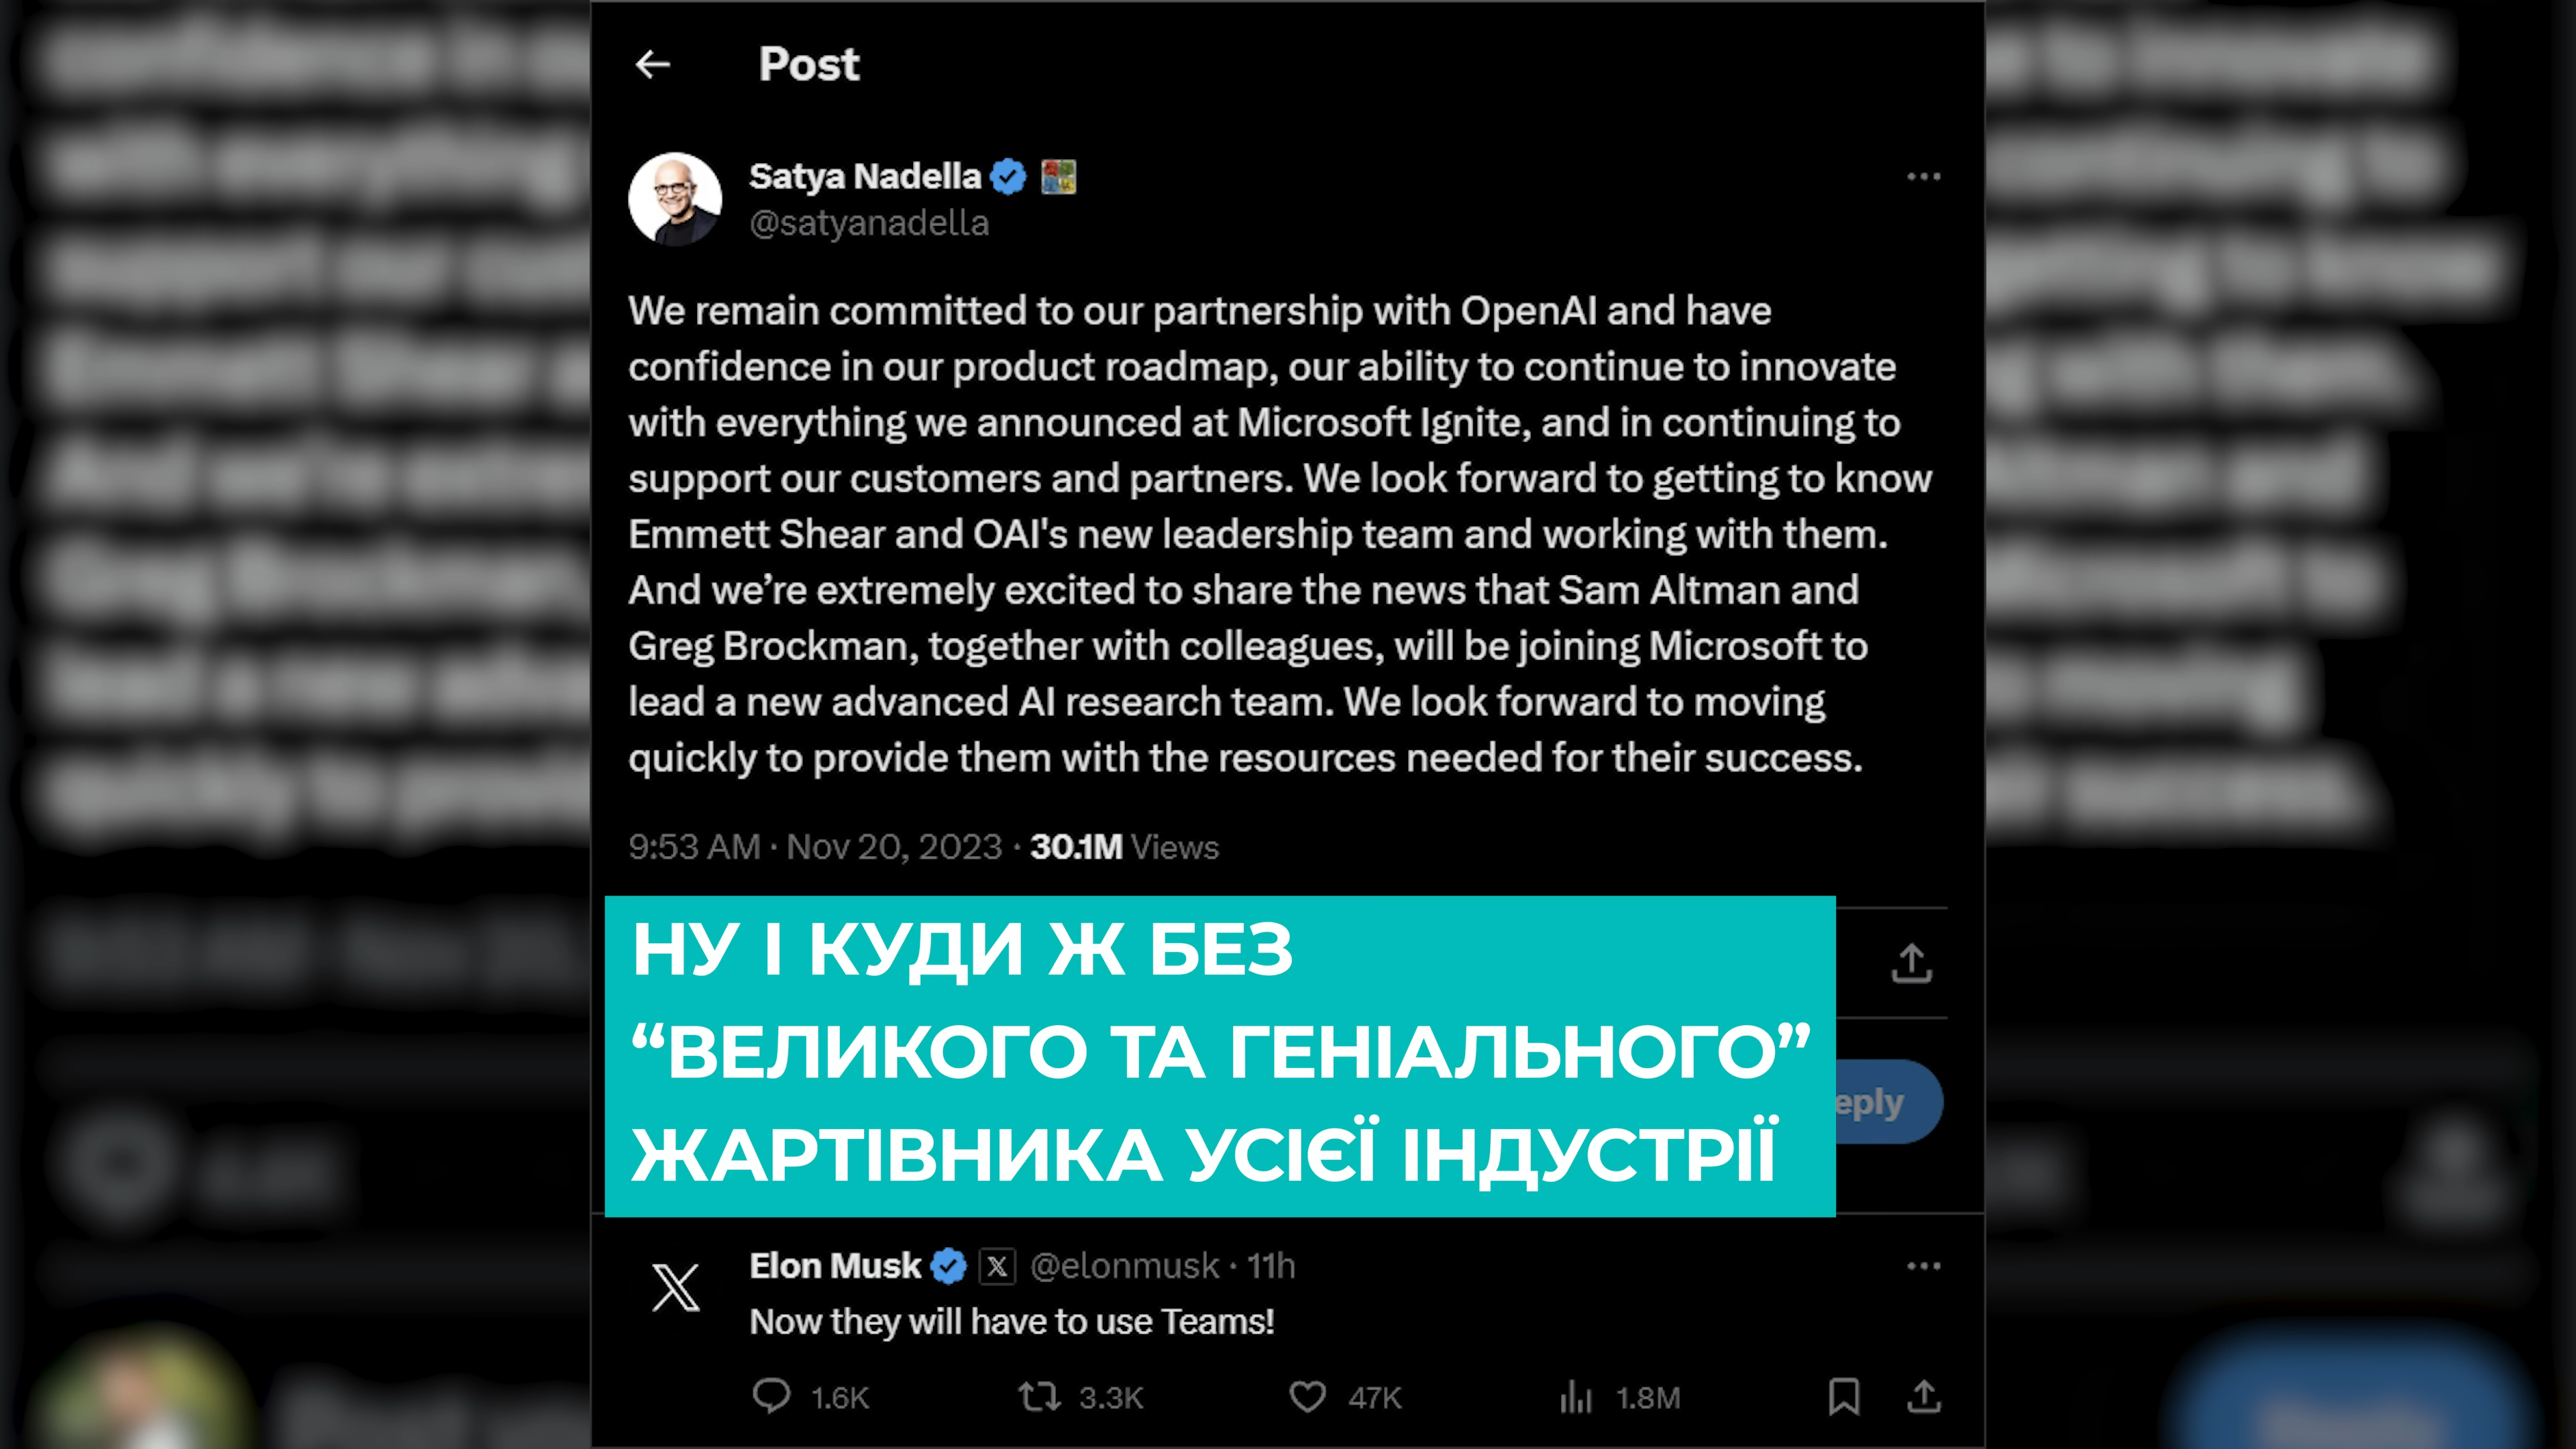 Post
Satya Nadella
@satyanadella
We remain committed to our partnership with OpenAI and have
confidence in our product roadmap, our ability to continue to innovate
with everything we announced at Microsoft Ignite, and in continuing to
support our customers and partners. We look forward to getting to know
Emmett Shear and OAI's new leadership team and working with them.
And we’re extremely excited to share the news that Sam Altman and
Greg Brockman, together with colleagues, will be joining Microsoft to
lead a new advanced AI research team. We look forward to moving
quickly to provide them with the resources needed for their success.
9:53 AM · Nov 20, 2023 · 30.1M Views
НУ І КУДИ Ж БЕЗ
“ВЕЛИКОГО ТА ГЕНІАЛЬНОГО”
ЖАРТІВНИКА УСІЄЇ ІНДУСТРІЇ
eply
Elon Musk @elonmusk · 11h
Now they will have to use Teams!
1.6K 3.3K 47K 1.8M